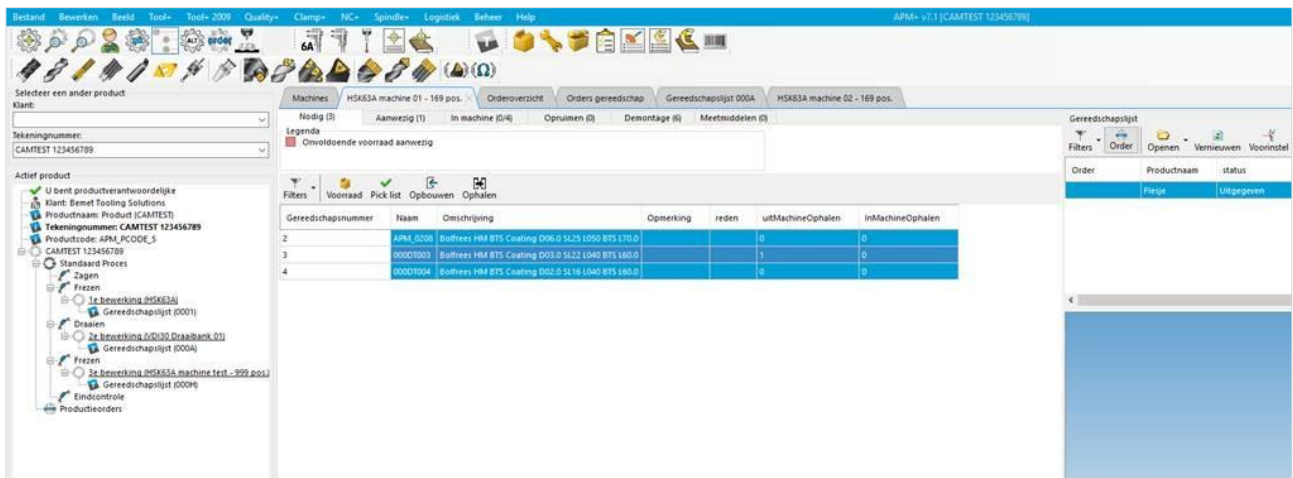 Bestand Bewerken Beeld Tool+ Tool+ 2009 Quality+ Clamp+ NC+ Spindle+ Logistiek Beheer Help APM+ v7.1 [CAMTEST 123456789]
ALT order 6A
(Ω)
Selecteer een ander product
Klant:
Tekeningnummer:
CAMTEST 123456789
Actief product
U bent productverantwoordelijke
Klant: Bemet Tooling Solutions
Productnaam: Product (CAMTEST)
Tekeningnummer: CAMTEST 123456789
Productcode: APM_PCODE_S
CAMTEST 123456789
Standaard Proces
Zagen
Frezen
1e bewerking (HSK63A)
Gereedschapslijst (0001)
Draaien
2e bewerking (VDI30 Draaibank 01)
Gereedschapslijst (000A)
Frezen
3e bewerking (HSK63A machine test - 999 pos.)
Gereedschapslijst (000H)
Eindcontrole
Productieorders
Machines HSK63A machine 01 - 169 pos. Orderoverzicht Orders gereedschap Gereedschapslijst 000A HSK63A machine 02 - 169 pos.
Nodig (3) Aanwezig (1) In machine (0/4) Opruimen (0) Demontage (6) Meetmiddelen (0)
Legenda
Onvoldoende voorraad aanwezig
Filters Voorraad Pick list Opbouwen Ophalen
Gereedschapsnummer Naam Omschrijving Opmerking reden uitMachineOphalen InMachineOphalen
2 APM_0208 Bolfrees HM BTS Coating D06.0 SL25 L050 BTS L70.0 0 0
3 000DT003 Bolfrees HM BTS Coating D03.0 SL22 L040 BTS L60.0 1 0
4 000DT004 Bolfrees HM BTS Coating D02.0 SL16 L040 BTS L60.0 0 0
Gereedschapslijst
Filters Order Openen Vernieuwen Voorinstel
Order Productnaam status
Flesje Uitgegeven